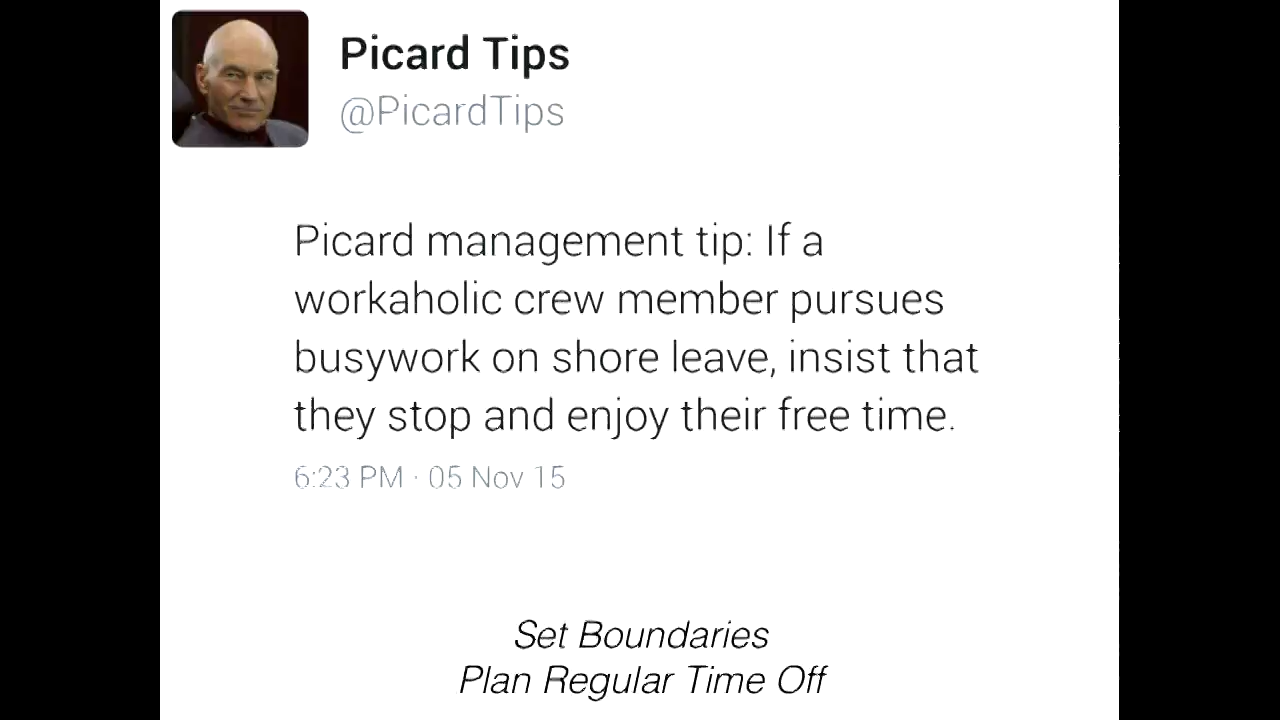 Picard Tips
@PicardTips
Picard management tip: If a
workaholic crew member pursues
busywork on shore leave, insist that
they stop and enjoy their free time.
6:23 PM · 05 Nov 15
Set Boundaries
Plan Regular Time Off